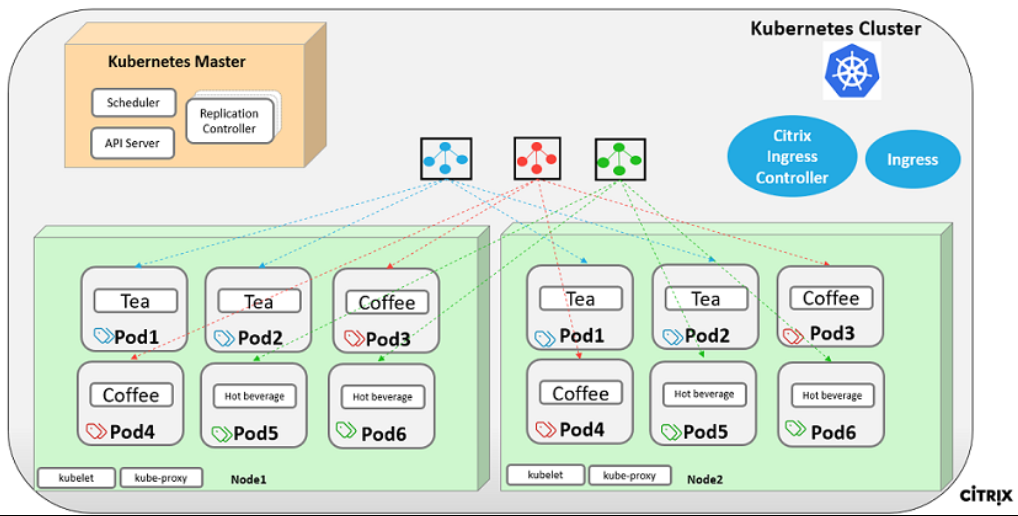 Kubernetes Cluster
Kubernetes Master
Scheduler
Replication
Controller
API Server
Citrix
Ingress
Controller
Ingress
Tea
Pod1
Tea
Pod2
Coffee
Pod3
Coffee
Pod4
Hot beverage
Pod5
Hot beverage
Pod6
kubelet
kube-proxy
Node1
Tea
Pod1
Tea
Pod2
Coffee
Pod3
Coffee
Pod4
Hot beverage
Pod5
Hot beverage
Pod6
kubelet
kube-proxy
Node2
CITRIX